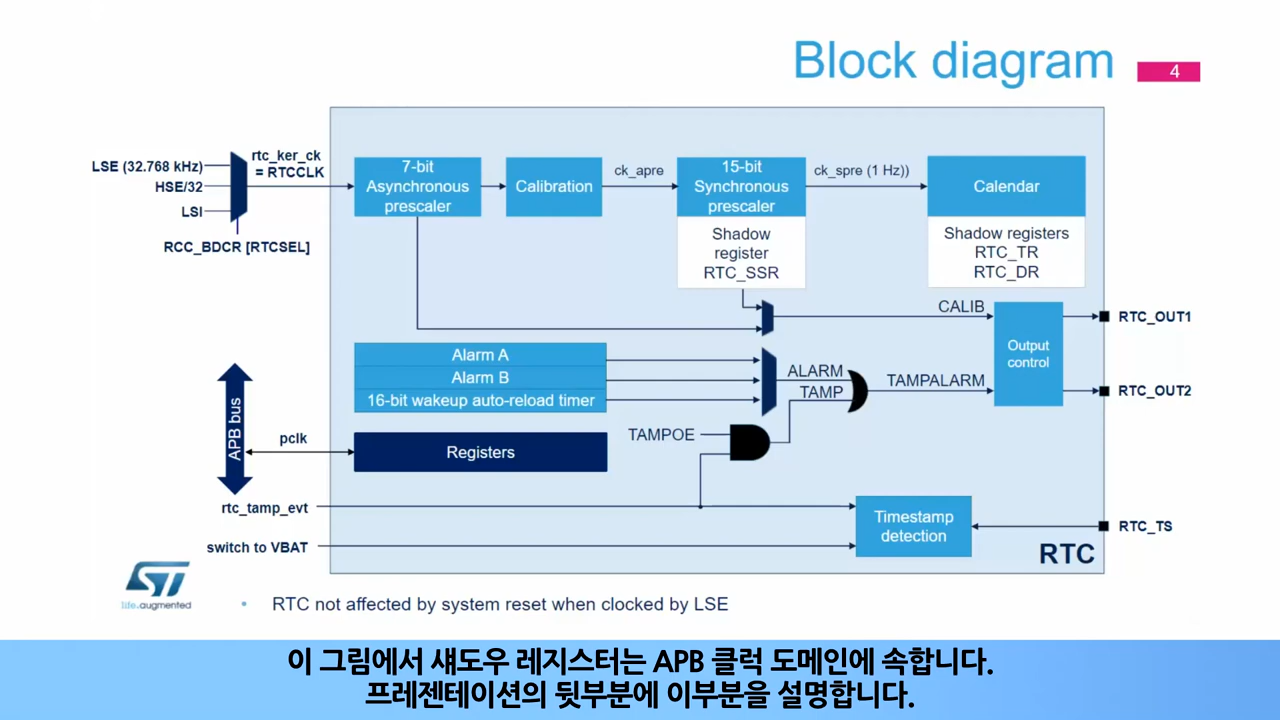 Block diagram
4
LSE (32.768 kHz)
HSE/32
LSI
rtc_ker_ck
= RTCCLK
RCC_BDCR [RTCSEL]
7-bit
Asynchronous
prescaler
Calibration
ck_apre
15-bit
Synchronous
prescaler
Shadow
register
RTC_SSR
ck_spre (1 Hz))
Calendar
Shadow registers
RTC_TR
RTC_DR
CALIB
Output
control
RTC_OUT1
RTC_OUT2
Alarm A
Alarm B
16-bit wakeup auto-reload timer
ALARM
TAMP
TAMPALARM
TAMPOE
APB bus
pclk
Registers
rtc_tamp_evt
switch to VBAT
Timestamp
detection
RTC_TS
RTC
ST
life.augmented
• RTC not affected by system reset when clocked by LSE
이 그림에서 섀도우 레지스터는 APB 클럭 도메인에 속합니다.
프레젠테이션의 뒷부분에 이부분을 설명합니다.